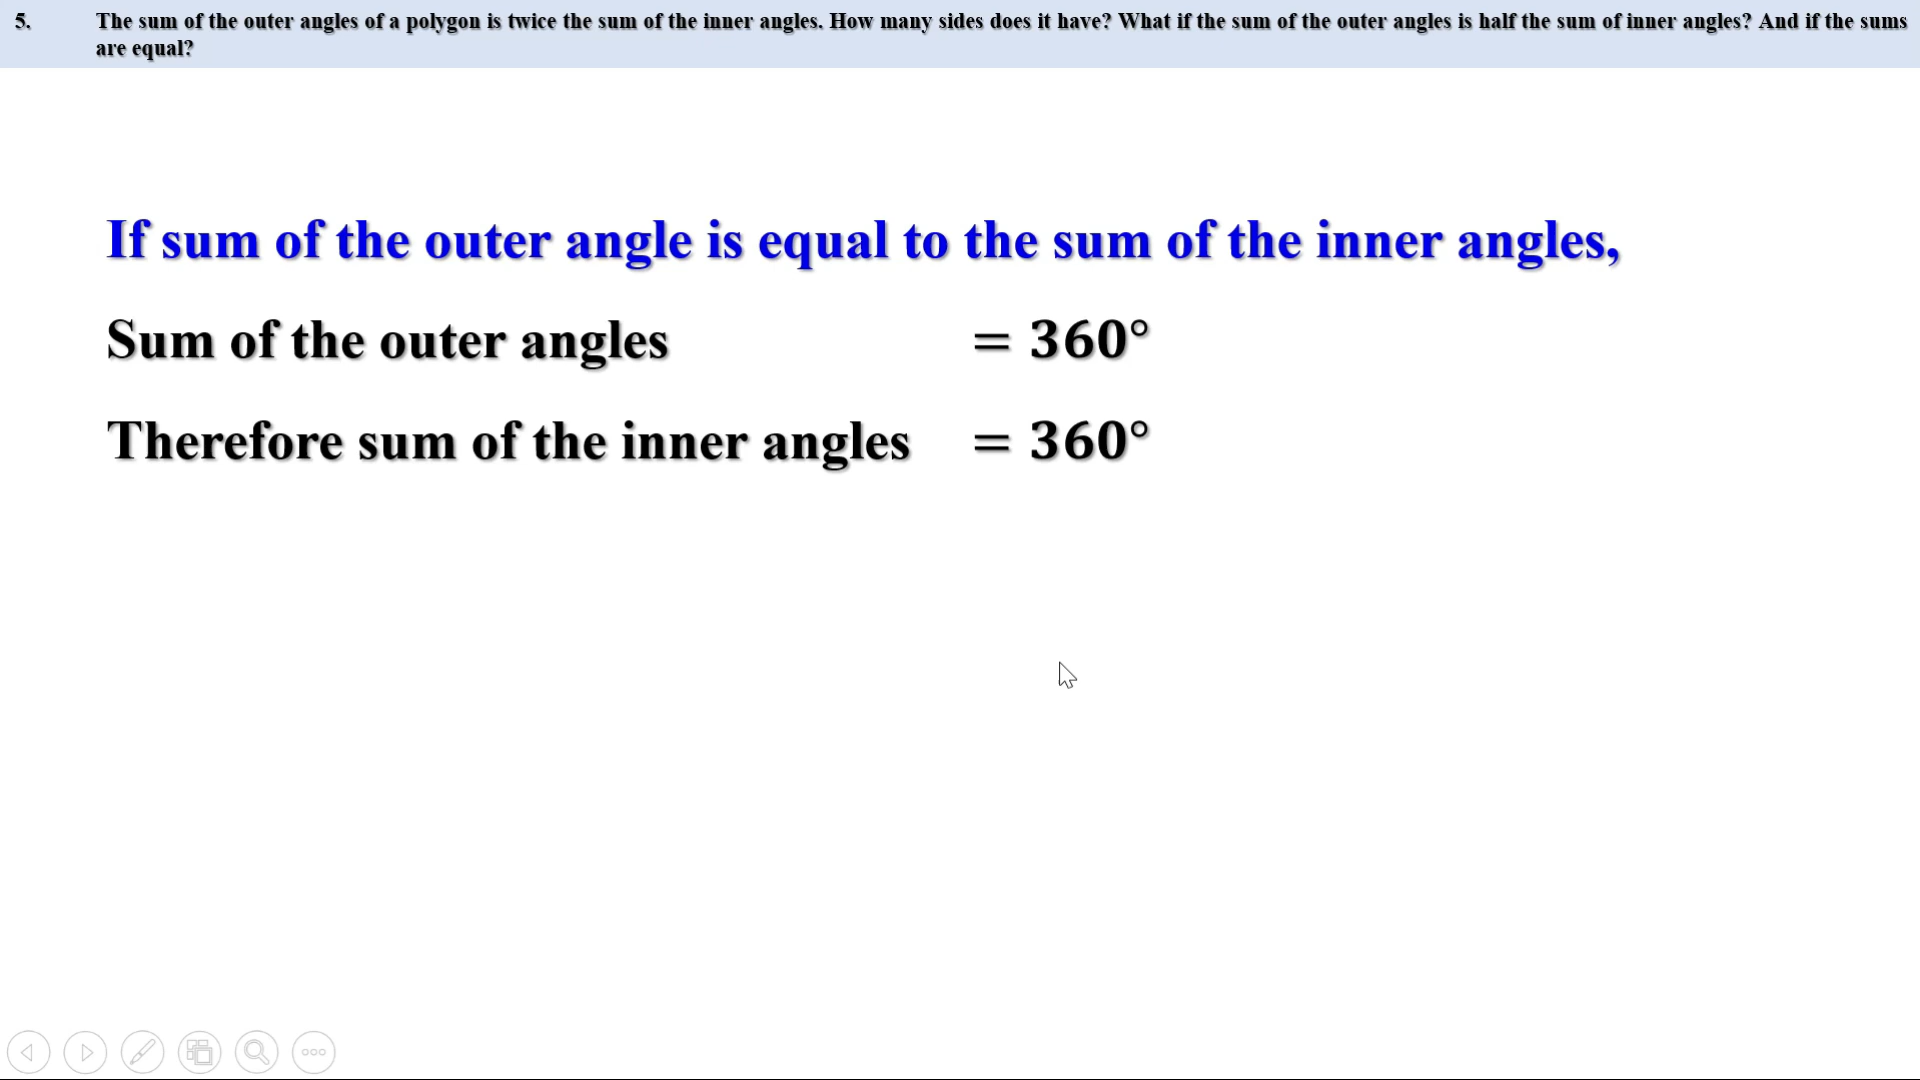 5. The sum of the outer angles of a polygon is twice the sum of the inner angles. How many sides does it have? What if the sum of the outer angles is half the sum of inner angles? And if the sums
are equal?
If sum of the outer angle is equal to the sum of the inner angles,
Sum of the outer angles = 360°
Therefore sum of the inner angles = 360°